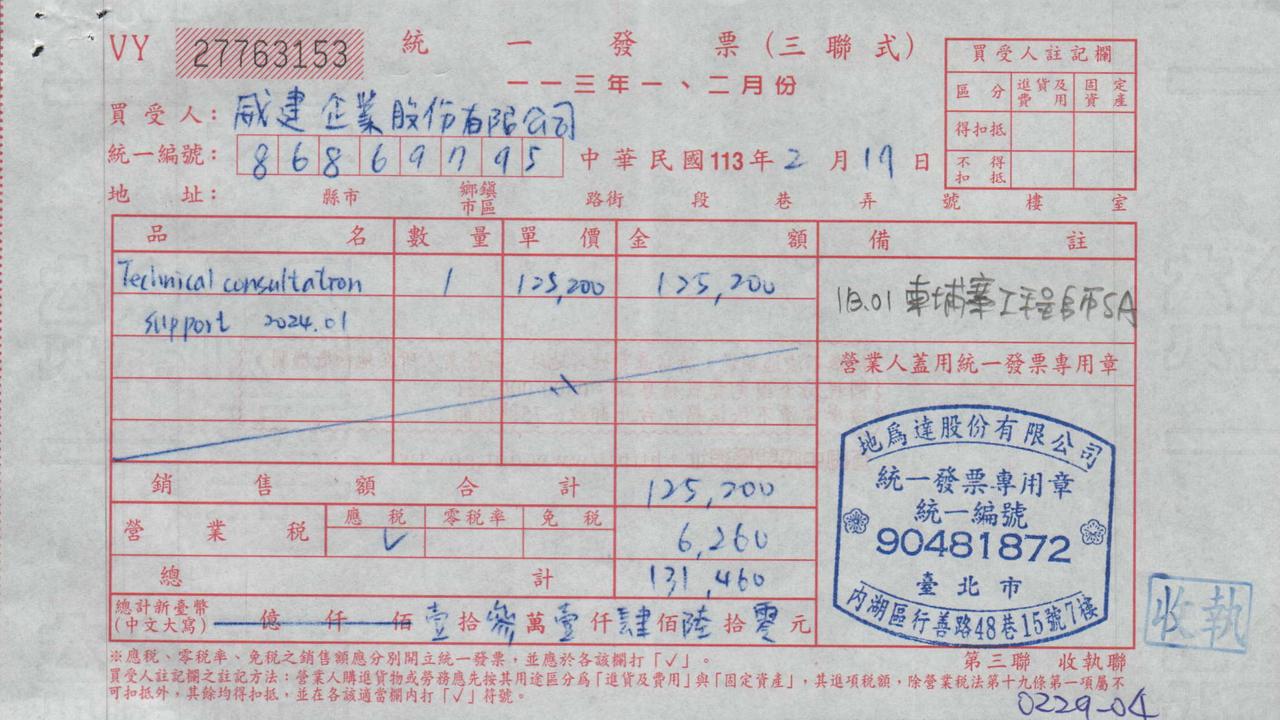 VY 27763153 統一發票(三聯式)
一一三年一、二月份
買受人註記欄
區分 進貨及費用 固定資產
得扣抵
不得扣抵
買受人: 威建企業股份有限公司
統一編號: 86869795 中華民國113年2月19日
地址: 縣市 鄉鎮市區 路街 段 巷 弄 號 樓 室
品名 數量 單價 金額 備註
Technical consultation 1 125,200 125,200
support 2024.01
1B.01 柬埔寨工程師SA
營業人蓋用統一發票專用章
銷售額合計 125,200
營業稅 應稅 ✓ 零稅率 免稅 6,260
總計 131,460
總計新臺幣(中文大寫) 億仟佰壹拾參萬壹仟肆佰陸拾零元
地為達股份有限公司
統一發票專用章
統一編號
90481872
臺北市
內湖區行善路48巷15號7樓
收執
※應稅、零稅率、免稅之銷售額應分別開立統一發票,並應於各該欄打「✓」。
第三聯 收執聯
買受人註記欄之註記方法:營業人購進貨物或勞務應先按其用途區分為「進貨及費用」與「固定資產」,其進項稅額,除營業稅法第十九條第一項屬不
可扣抵外,其餘均得扣抵,並在各該適當欄內打「✓」符號。
0229-04